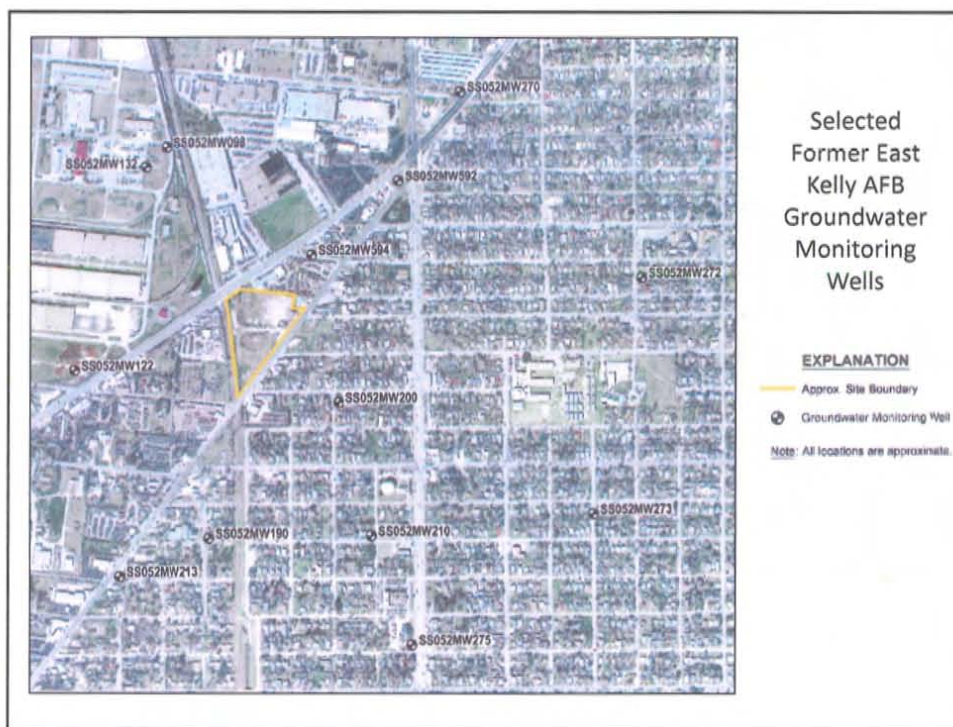 SS052MW270
SS052MW098
SS052MW132
SS052MW592
SS052MW594
SS052MW272
SS052MW122
SS052MW200
SS052MW273
SS052MW190
SS052MW210
SS052MW213
SS052MW275
Selected
Former East
Kelly AFB
Groundwater
Monitoring
Wells
EXPLANATION
Approx. Site Boundary
Groundwater Monitoring Well
Note: All locations are approximate.